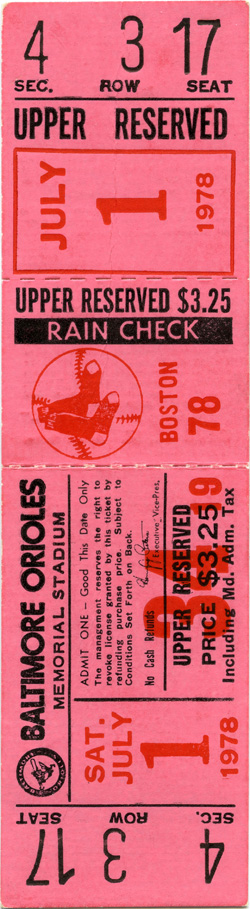 4 3 17
SEC. ROW SEAT
UPPER RESERVED
JULY
1
1978
UPPER RESERVED $3.25
RAIN CHECK
BOSTON
78
BALTIMORE ORIOLES
MEMORIAL STADIUM
ADMIT ONE — Good This Date Only
The management reserves the right to
revoke license granted by this ticket by
refunding purchase price. Subject to
Conditions Set Forth on Back.
Executive Vice-Pres.
No Cash Refunds
UPPER RESERVED
PRICE $3.25
Including Md. Adm. Tax
SAT.
JULY
1
1978
SEAT ROW SEC.
17 3 4